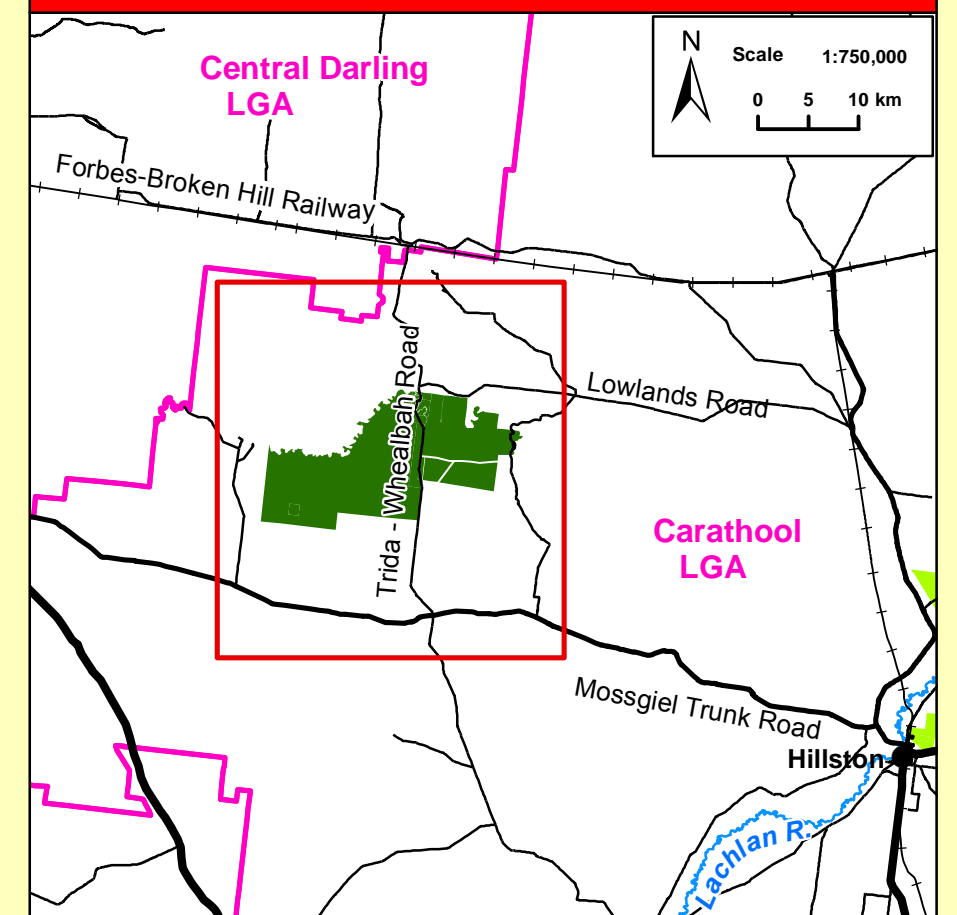 N
Scale 1:750,000
0 5 10 km
Central Darling
LGA
Forbes-Broken Hill Railway
Trida - Whealbah Road
Lowlands Road
Carathool
LGA
Mossgiel Trunk Road
Hillston
Lachlan R.